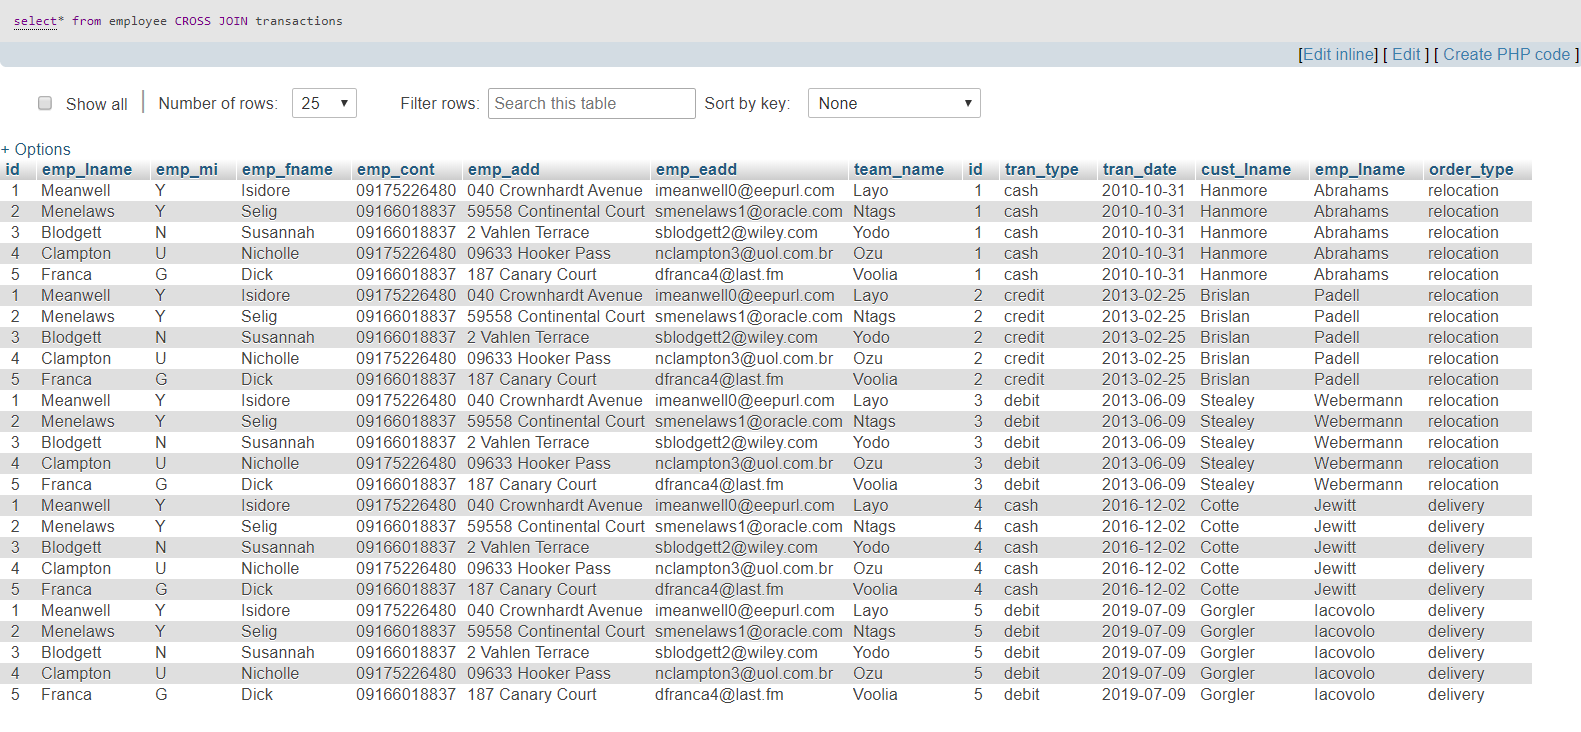 select* from employee CROSS JOIN transactions
[Edit inline] [ Edit ] [ Create PHP code ]
Show all | Number of rows: 25 Filter rows: Search this table Sort by key: None
+ Options
id emp_lname emp_mi emp_fname emp_cont emp_add emp_eadd team_name id tran_type tran_date cust_lname emp_lname order_type
1 Meanwell Y Isidore 09175226480 040 Crownhardt Avenue imeanwell0@eepurl.com Layo 1 cash 2010-10-31 Hanmore Abrahams relocation
2 Menelaws Y Selig 09166018837 59558 Continental Court smenelaws1@oracle.com Ntags 1 cash 2010-10-31 Hanmore Abrahams relocation
3 Blodgett N Susannah 09166018837 2 Vahlen Terrace sblodgett2@wiley.com Yodo 1 cash 2010-10-31 Hanmore Abrahams relocation
4 Clampton U Nicholle 09175226480 09633 Hooker Pass nclampton3@uol.com.br Ozu 1 cash 2010-10-31 Hanmore Abrahams relocation
5 Franca G Dick 09166018837 187 Canary Court dfranca4@last.fm Voolia 1 cash 2010-10-31 Hanmore Abrahams relocation
1 Meanwell Y Isidore 09175226480 040 Crownhardt Avenue imeanwell0@eepurl.com Layo 2 credit 2013-02-25 Brislan Padell relocation
2 Menelaws Y Selig 09166018837 59558 Continental Court smenelaws1@oracle.com Ntags 2 credit 2013-02-25 Brislan Padell relocation
3 Blodgett N Susannah 09166018837 2 Vahlen Terrace sblodgett2@wiley.com Yodo 2 credit 2013-02-25 Brislan Padell relocation
4 Clampton U Nicholle 09175226480 09633 Hooker Pass nclampton3@uol.com.br Ozu 2 credit 2013-02-25 Brislan Padell relocation
5 Franca G Dick 09166018837 187 Canary Court dfranca4@last.fm Voolia 2 credit 2013-02-25 Brislan Padell relocation
1 Meanwell Y Isidore 09175226480 040 Crownhardt Avenue imeanwell0@eepurl.com Layo 3 debit 2013-06-09 Stealey Webermann relocation
2 Menelaws Y Selig 09166018837 59558 Continental Court smenelaws1@oracle.com Ntags 3 debit 2013-06-09 Stealey Webermann relocation
3 Blodgett N Susannah 09166018837 2 Vahlen Terrace sblodgett2@wiley.com Yodo 3 debit 2013-06-09 Stealey Webermann relocation
4 Clampton U Nicholle 09175226480 09633 Hooker Pass nclampton3@uol.com.br Ozu 3 debit 2013-06-09 Stealey Webermann relocation
5 Franca G Dick 09166018837 187 Canary Court dfranca4@last.fm Voolia 3 debit 2013-06-09 Stealey Webermann relocation
1 Meanwell Y Isidore 09175226480 040 Crownhardt Avenue imeanwell0@eepurl.com Layo 4 cash 2016-12-02 Cotte Jewitt delivery
2 Menelaws Y Selig 09166018837 59558 Continental Court smenelaws1@oracle.com Ntags 4 cash 2016-12-02 Cotte Jewitt delivery
3 Blodgett N Susannah 09166018837 2 Vahlen Terrace sblodgett2@wiley.com Yodo 4 cash 2016-12-02 Cotte Jewitt delivery
4 Clampton U Nicholle 09175226480 09633 Hooker Pass nclampton3@uol.com.br Ozu 4 cash 2016-12-02 Cotte Jewitt delivery
5 Franca G Dick 09166018837 187 Canary Court dfranca4@last.fm Voolia 4 cash 2016-12-02 Cotte Jewitt delivery
1 Meanwell Y Isidore 09175226480 040 Crownhardt Avenue imeanwell0@eepurl.com Layo 5 debit 2019-07-09 Gorgler Iacovolo delivery
2 Menelaws Y Selig 09166018837 59558 Continental Court smenelaws1@oracle.com Ntags 5 debit 2019-07-09 Gorgler Iacovolo delivery
3 Blodgett N Susannah 09166018837 2 Vahlen Terrace sblodgett2@wiley.com Yodo 5 debit 2019-07-09 Gorgler Iacovolo delivery
4 Clampton U Nicholle 09175226480 09633 Hooker Pass nclampton3@uol.com.br Ozu 5 debit 2019-07-09 Gorgler Iacovolo delivery
5 Franca G Dick 09166018837 187 Canary Court dfranca4@last.fm Voolia 5 debit 2019-07-09 Gorgler Iacovolo delivery